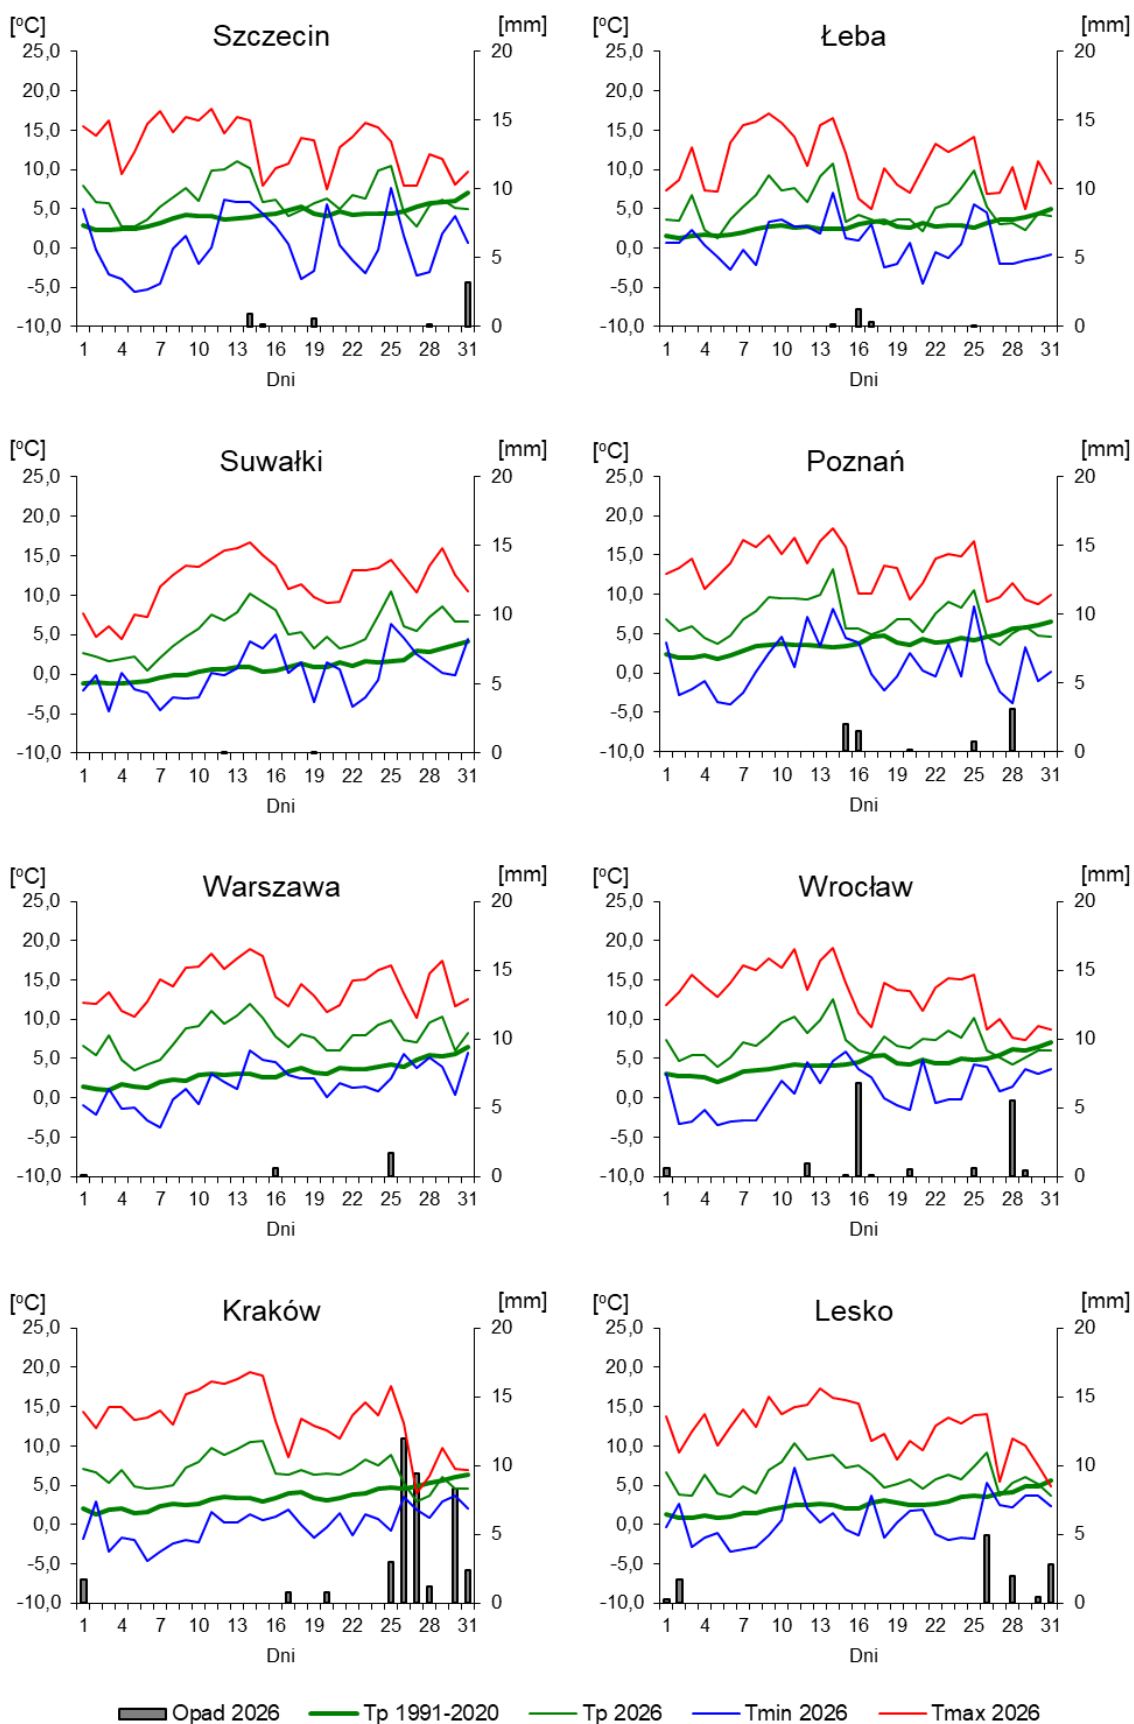 [°C] Szczecin [mm]
25,0 20
20,0
15,0 15
10,0 10
5,0
0,0 5
-5,0
-10,0 0
1 4 7 10 13 16 19 22 25 28 31
Dni
[°C] Łeba [mm]
25,0 20
20,0
15,0 15
10,0 10
5,0
0,0 5
-5,0
-10,0 0
1 4 7 10 13 16 19 22 25 28 31
Dni
[°C] Suwałki [mm]
25,0 20
20,0
15,0 15
10,0 10
5,0
0,0 5
-5,0
-10,0 0
1 4 7 10 13 16 19 22 25 28 31
Dni
[°C] Poznań [mm]
25,0 20
20,0
15,0 15
10,0 10
5,0
0,0 5
-5,0
-10,0 0
1 4 7 10 13 16 19 22 25 28 31
Dni
[°C] Warszawa [mm]
25,0 20
20,0
15,0 15
10,0 10
5,0
0,0 5
-5,0
-10,0 0
1 4 7 10 13 16 19 22 25 28 31
Dni
[°C] Wrocław [mm]
25,0 20
20,0
15,0 15
10,0 10
5,0
0,0 5
-5,0
-10,0 0
1 4 7 10 13 16 19 22 25 28 31
Dni
[°C] Kraków [mm]
25,0 20
20,0
15,0 15
10,0 10
5,0
0,0 5
-5,0
-10,0 0
1 4 7 10 13 16 19 22 25 28 31
Dni
[°C] Lesko [mm]
25,0 20
20,0
15,0 15
10,0 10
5,0
0,0 5
-5,0
-10,0 0
1 4 7 10 13 16 19 22 25 28 31
Dni
Opad 2026 Tp 1991-2020 Tp 2026 Tmin 2026 Tmax 2026